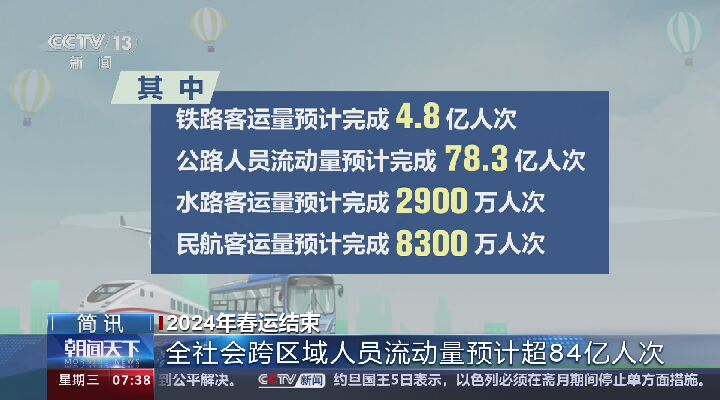 CCTV 13
新闻
其中
铁路客运量预计完成 4.8 亿人次
公路人员流动量预计完成 78.3 亿人次
水路客运量预计完成 2900 万人次
民航客运量预计完成 8300 万人次
简讯
2024年春运结束
朝闻天下
MORNING NEWS
全社会跨区域人员流动量预计超84亿人次
星期三 07:38
到公平解决。 CCTV 新闻 约旦国王5日表示，以色列必须在斋月期间停止单方面措施。